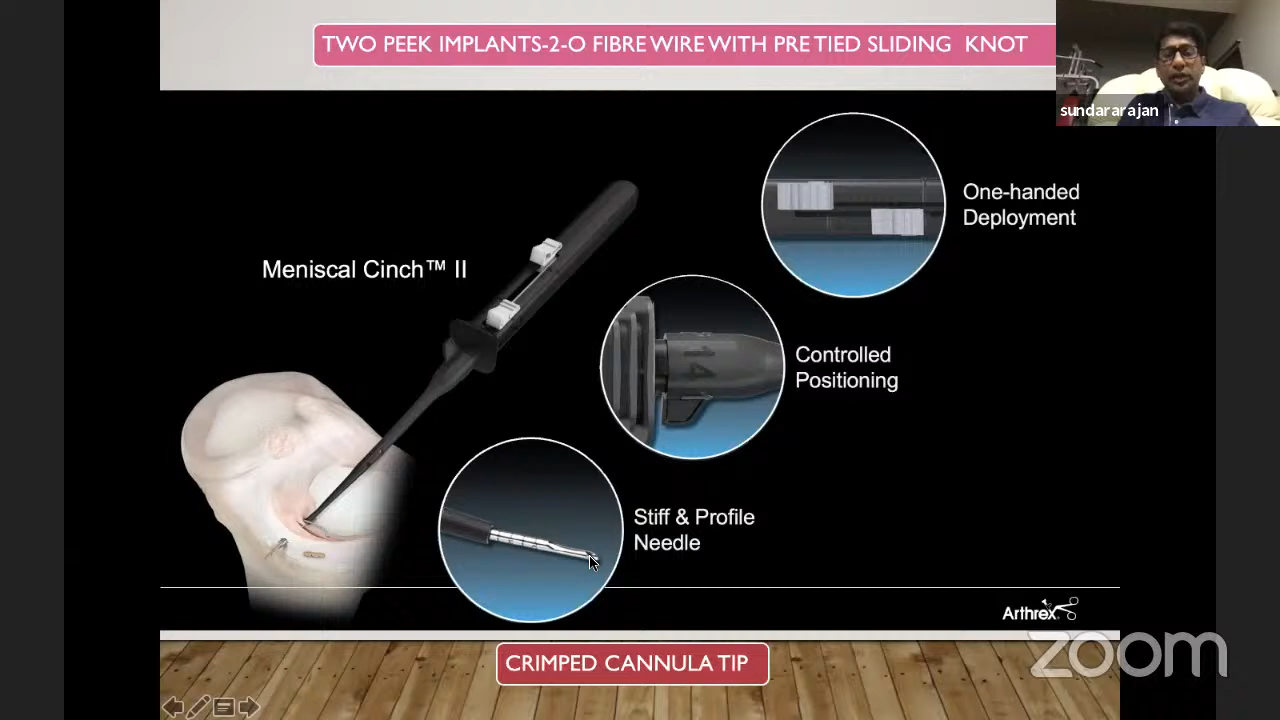 TWO PEEK IMPLANTS-2-O FIBRE WIRE WITH PRE TIED SLIDING KNOT
sundararajan
One-handed
Deployment
Meniscal Cinch™ II
14
Controlled
Positioning
Stiff & Profile
Needle
Arthrex
zoom
CRIMPED CANNULA TIP